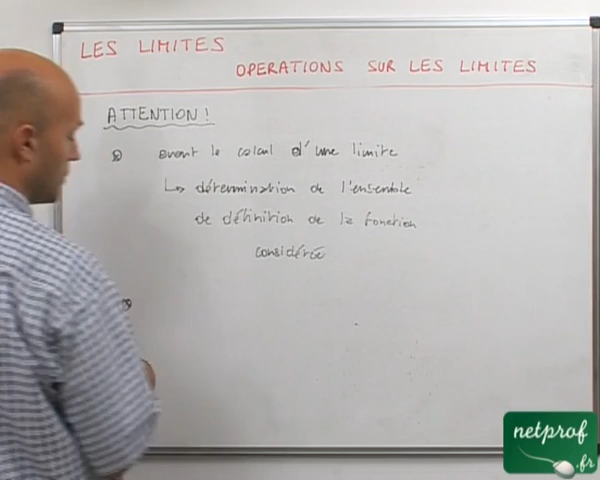 LES LIMITES
OPERATIONS SUR LES LIMITES
ATTENTION !
avant le calcul d'une limite
↳ détermination de l'ensemble
de définition de la fonction
considérée
netprof
.fr